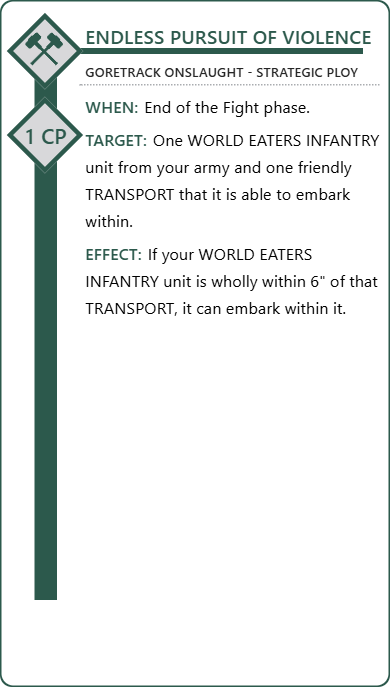 ENDLESS PURSUIT OF VIOLENCE
GORETRACK ONSLAUGHT - STRATEGIC PLOY
1 CP
WHEN: End of the Fight phase.
TARGET: One WORLD EATERS INFANTRY
unit from your army and one friendly
TRANSPORT that it is able to embark
within.
EFFECT: If your WORLD EATERS
INFANTRY unit is wholly within 6" of that
TRANSPORT, it can embark within it.